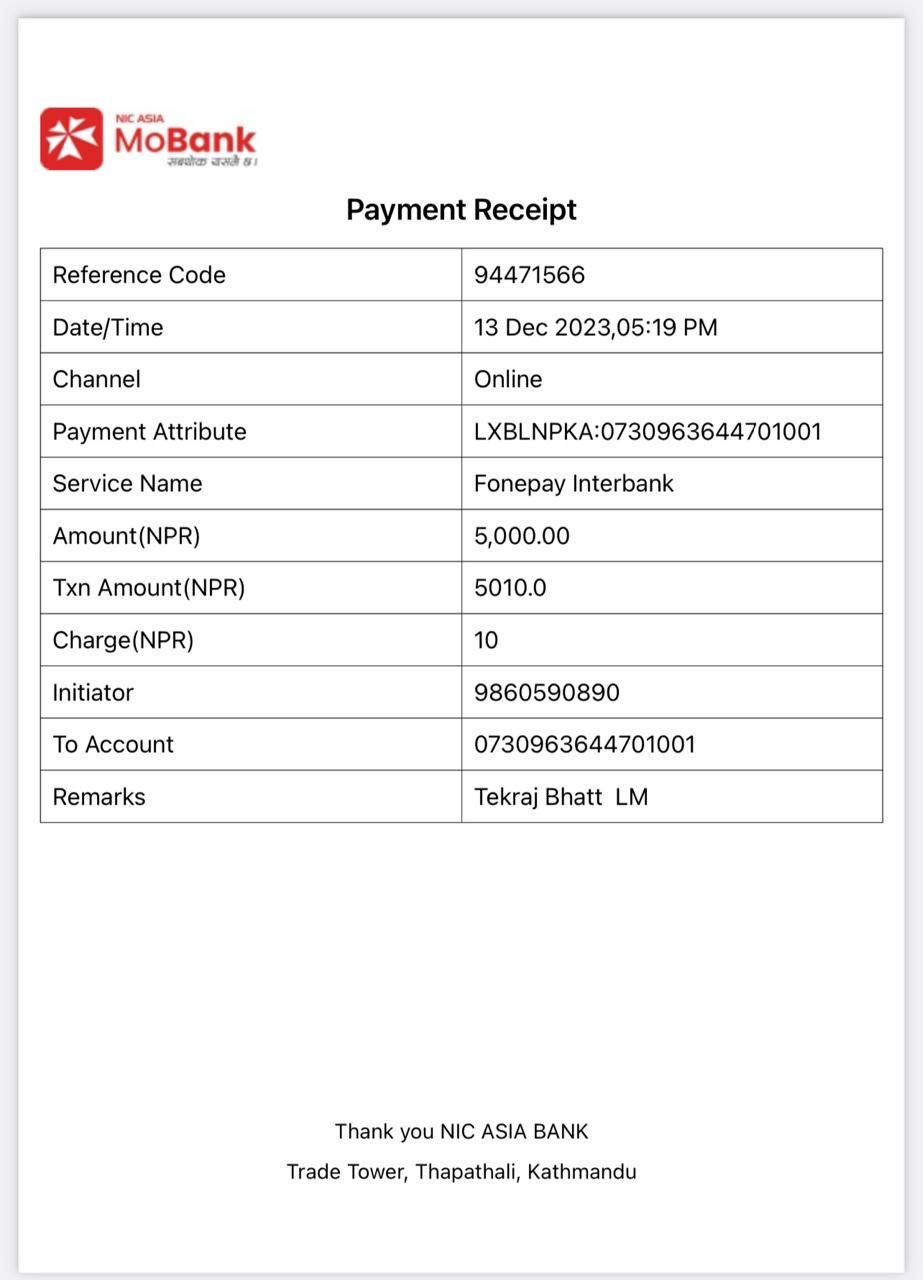 NIC ASIA
MoBank
सबथोक यसमै छ।
Payment Receipt
Reference Code 94471566
Date/Time 13 Dec 2023,05:19 PM
Channel Online
Payment Attribute LXBLNPKA:0730963644701001
Service Name Fonepay Interbank
Amount(NPR) 5,000.00
Txn Amount(NPR) 5010.0
Charge(NPR) 10
Initiator 9860590890
To Account 0730963644701001
Remarks Tekraj Bhatt  LM
Thank you NIC ASIA BANK
Trade Tower, Thapathali, Kathmandu